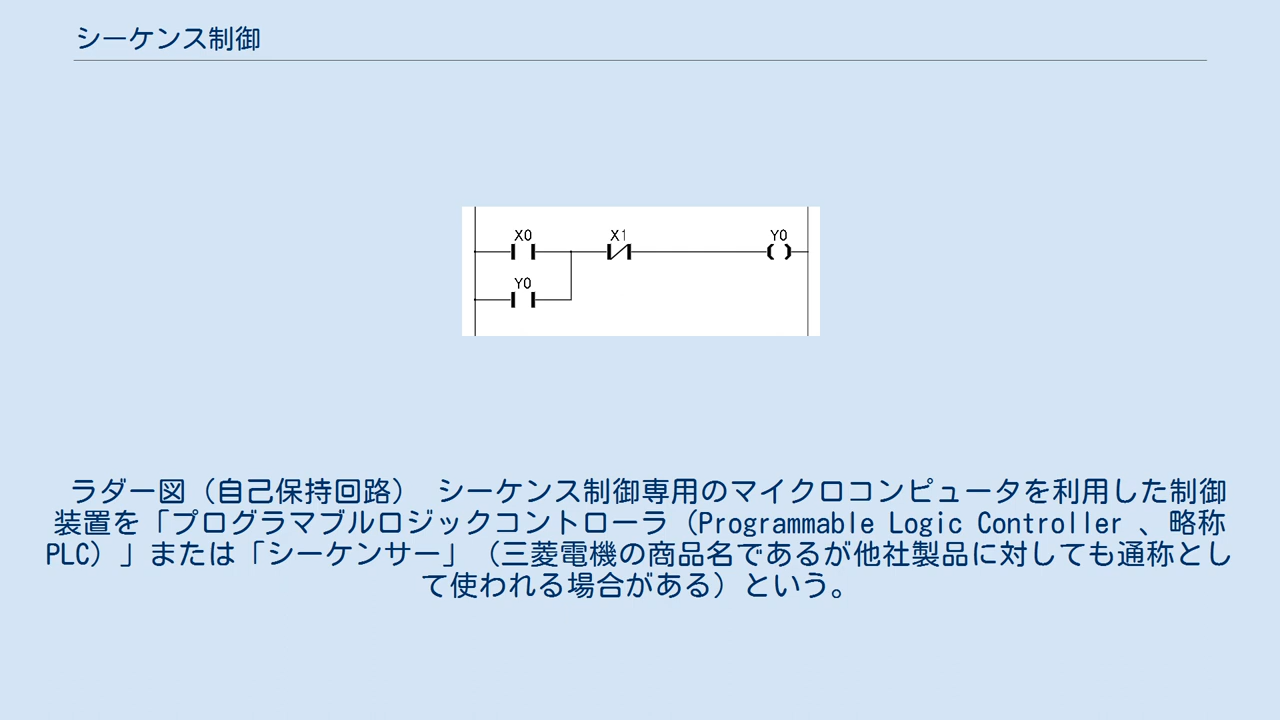 シーケンス制御
X0
X1
Y0
Y0
ラダー図（自己保持回路） シーケンス制御専用のマイクロコンピュータを利用した制御
装置を「プログラマブルロジックコントローラ（Programmable Logic Controller 、略称
PLC）」または「シーケンサー」（三菱電機の商品名であるが他社製品に対しても通称とし
て使われる場合がある）という。